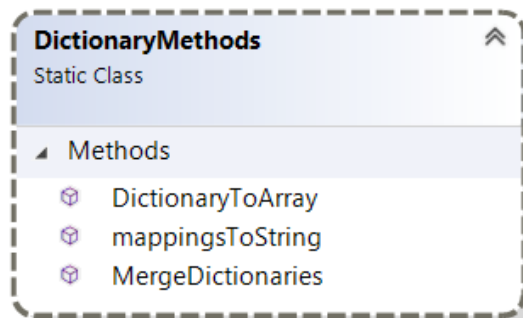 DictionaryMethods
Static Class
Methods
DictionaryToArray
mappingsToString
MergeDictionaries